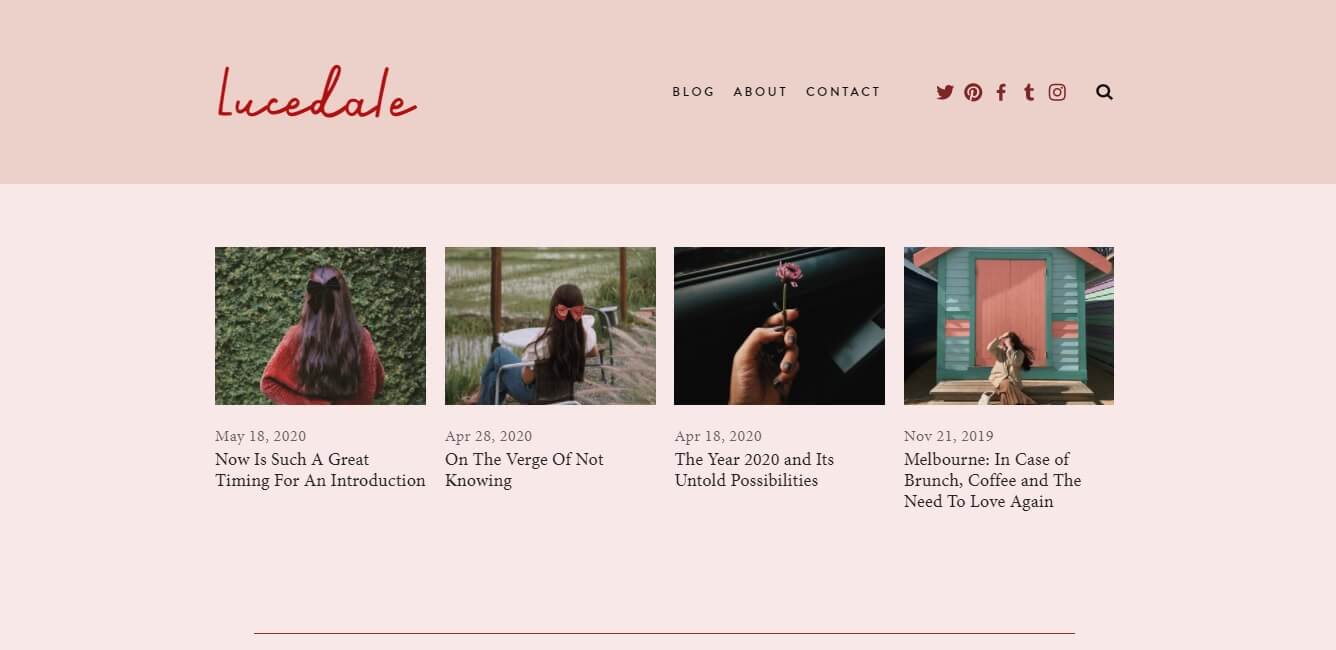 Lucedale
BLOG ABOUT CONTACT
May 18, 2020
Now Is Such A Great
Timing For An Introduction
Apr 28, 2020
On The Verge Of Not
Knowing
Apr 18, 2020
The Year 2020 and Its
Untold Possibilities
Nov 21, 2019
Melbourne: In Case of
Brunch, Coffee and The
Need To Love Again